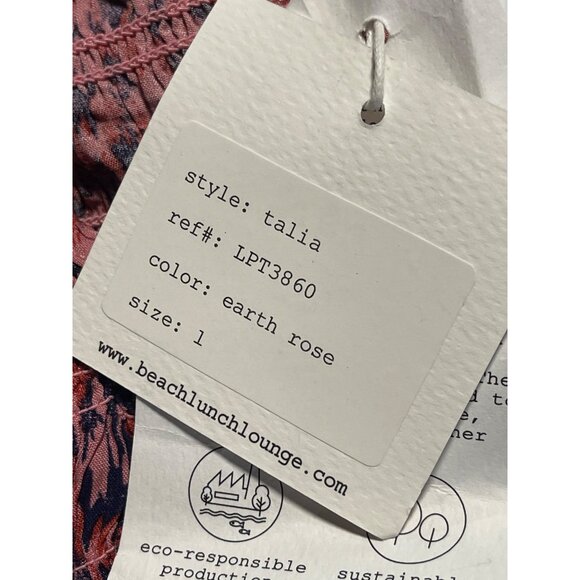 style: talia
ref#: LPT3860
color: earth rose
size: l
www.beachlunchlounge.com
eco-responsible